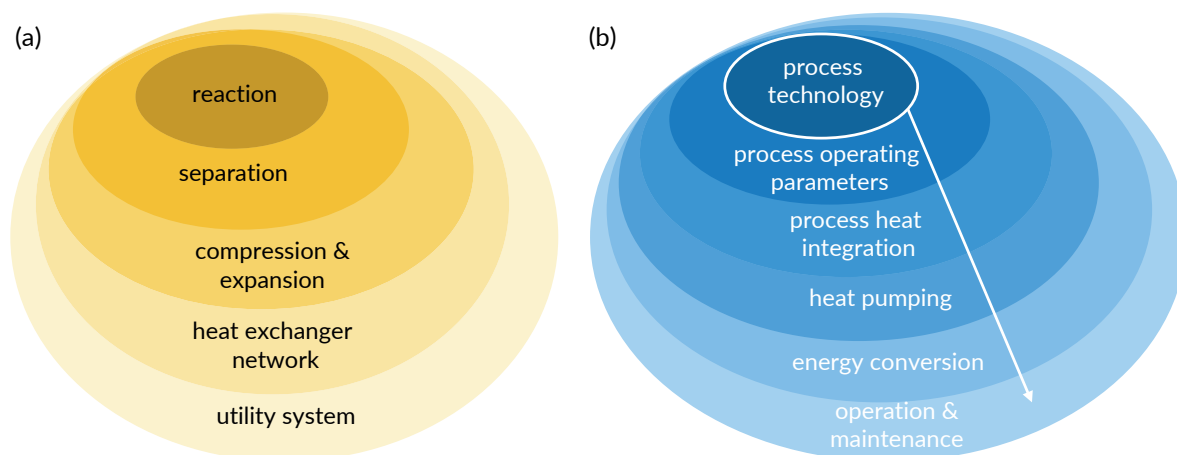 (a)
reaction
separation
compression &
expansion
heat exchanger
network
utility system
(b)
process
technology
process operating
parameters
process heat
integration
heat pumping
energy conversion
operation &
maintenance